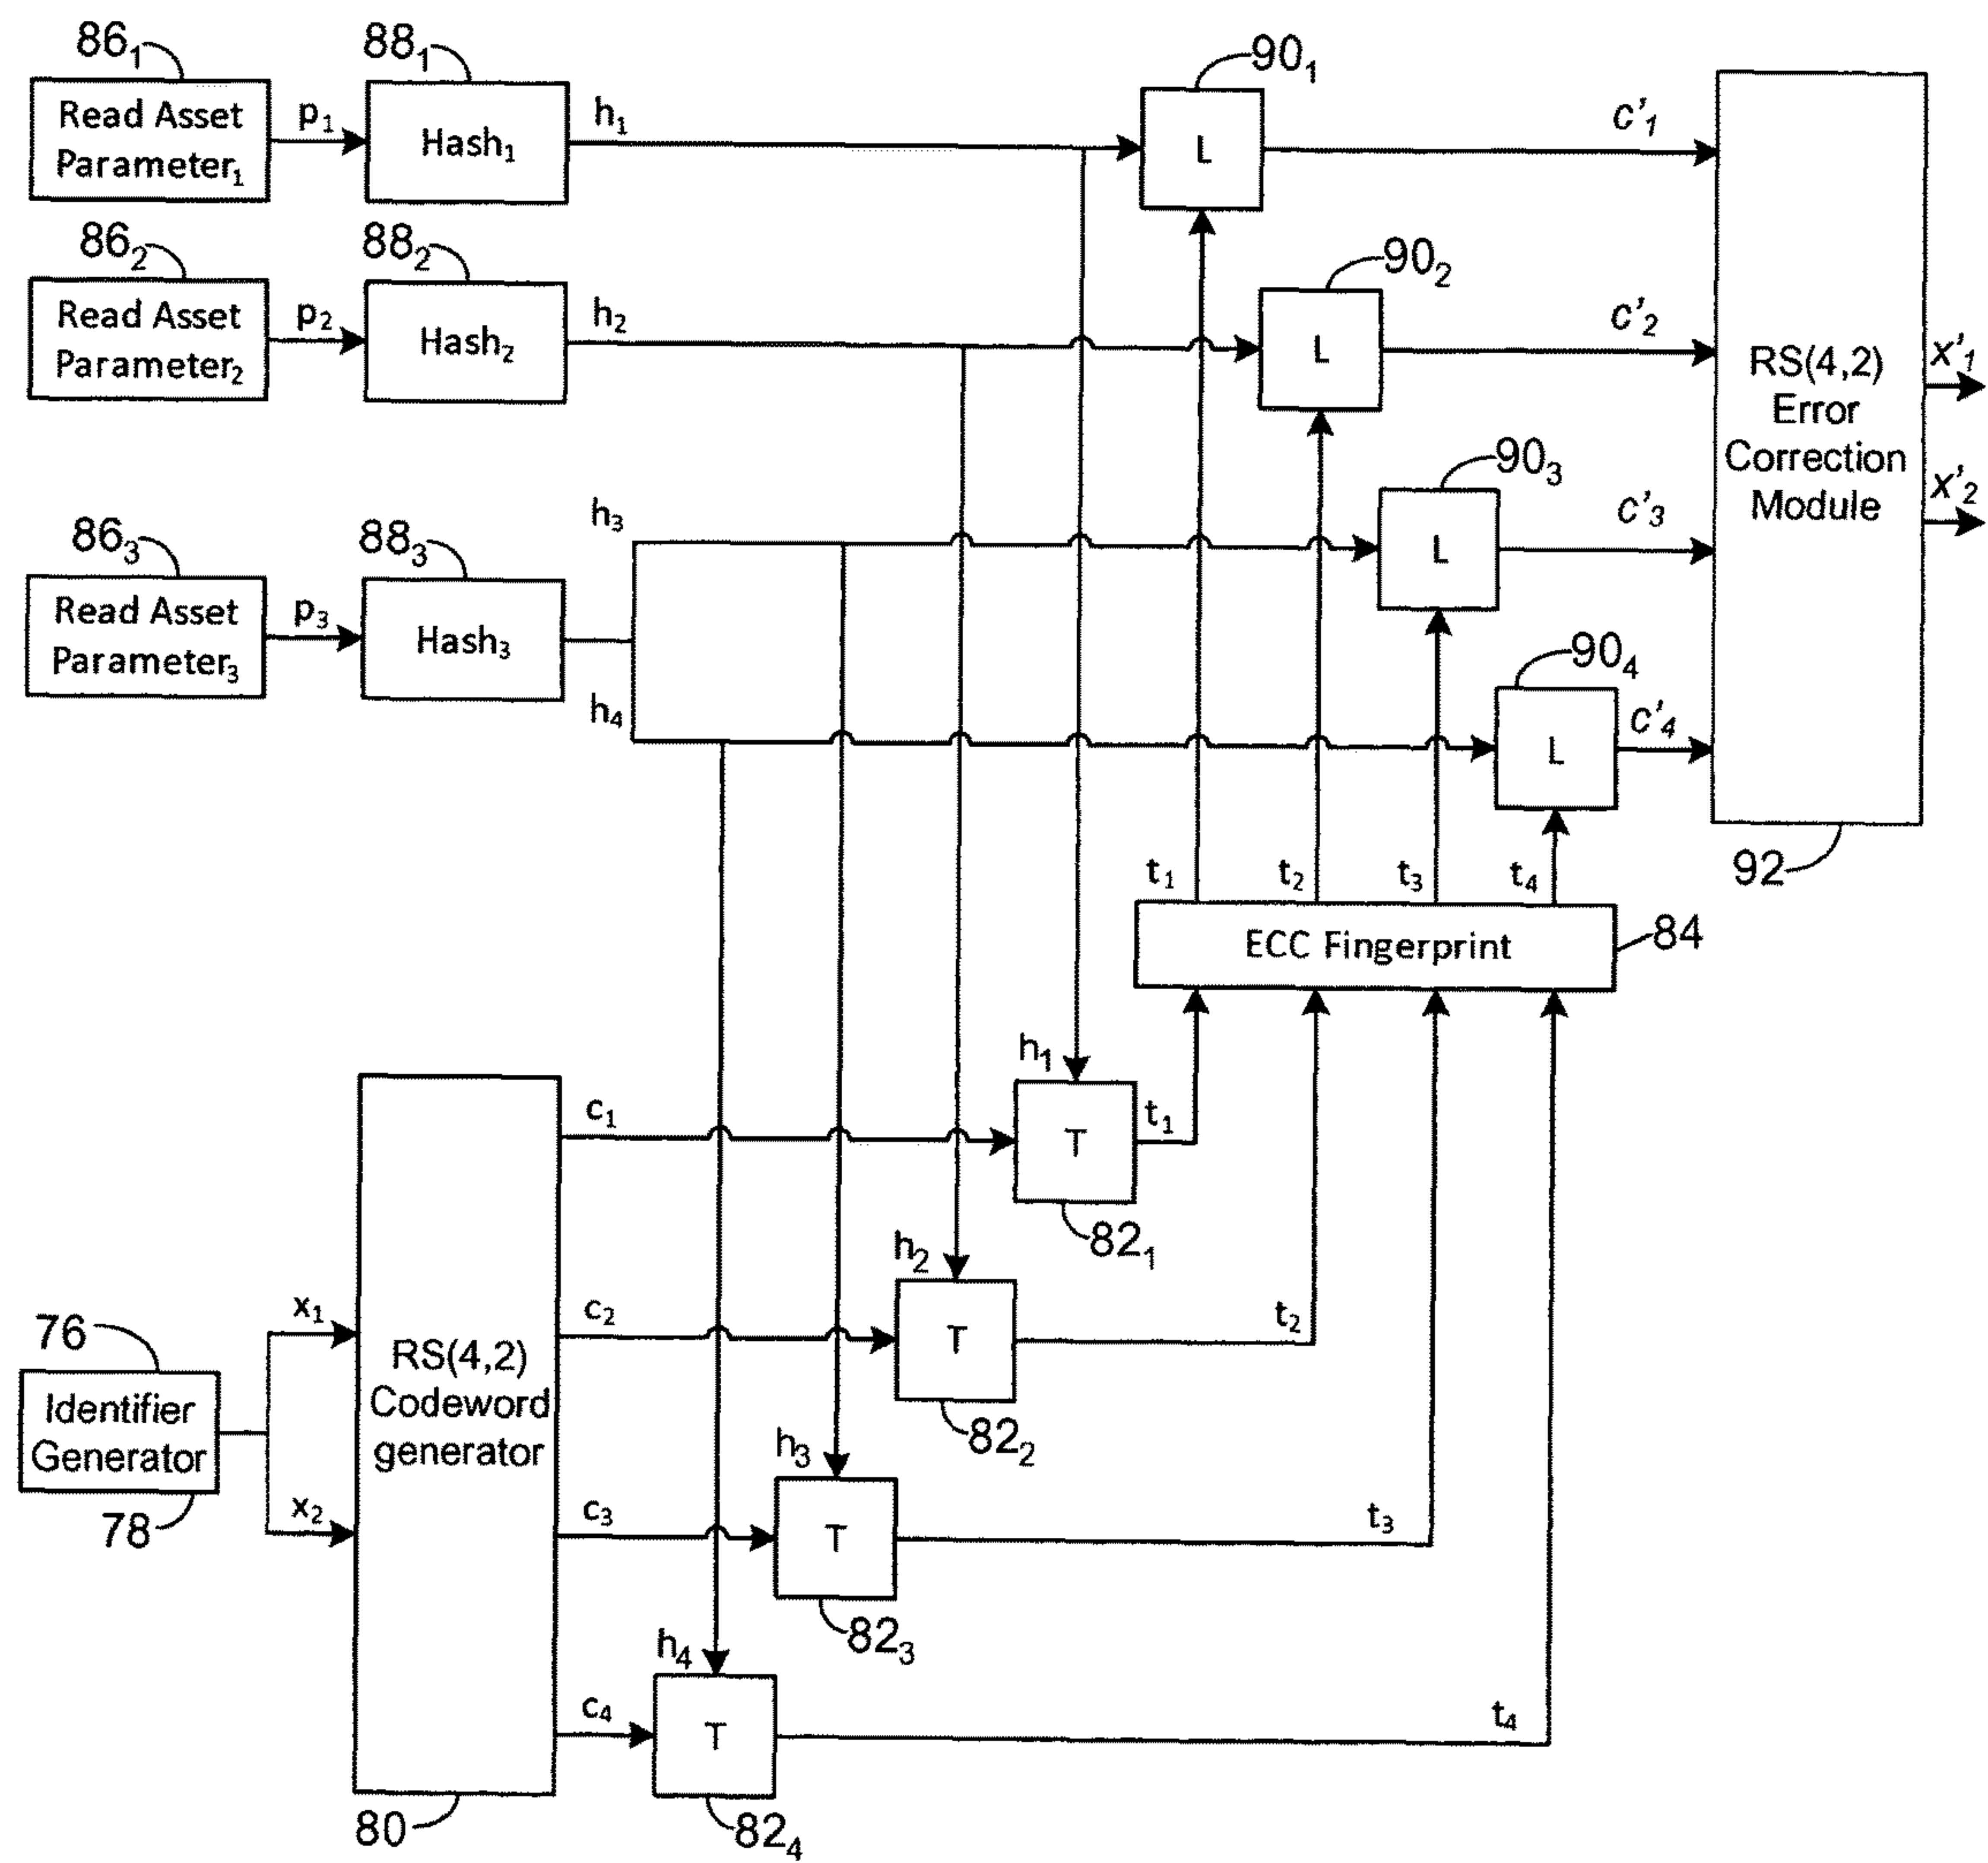 86₁
88₁
90₁
Read Asset
Parameter₁
p₁
Hash₁
h₁
L
c'₁
86₂
88₂
90₂
Read Asset
Parameter₂
p₂
Hash₂
h₂
L
c'₂
RS(4,2)
Error
Correction
Module
x'₁
x'₂
86₃
88₃
90₃
Read Asset
Parameter₃
p₃
Hash₃
h₃
L
c'₃
h₄
90₄
L
c'₄
92
t₁
t₂
t₃
t₄
ECC Fingerprint
84
h₁
c₁
T
t₁
82₁
h₂
c₂
T
t₂
82₂
76
Identifier
Generator
78
x₁
x₂
RS(4,2)
Codeword
generator
h₃
c₃
T
t₃
82₃
h₄
c₄
T
t₄
82₄
80